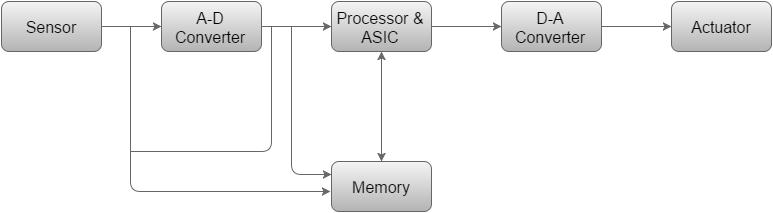 Sensor
A-D
Converter
Processor &
ASIC
D-A
Converter
Actuator
Memory